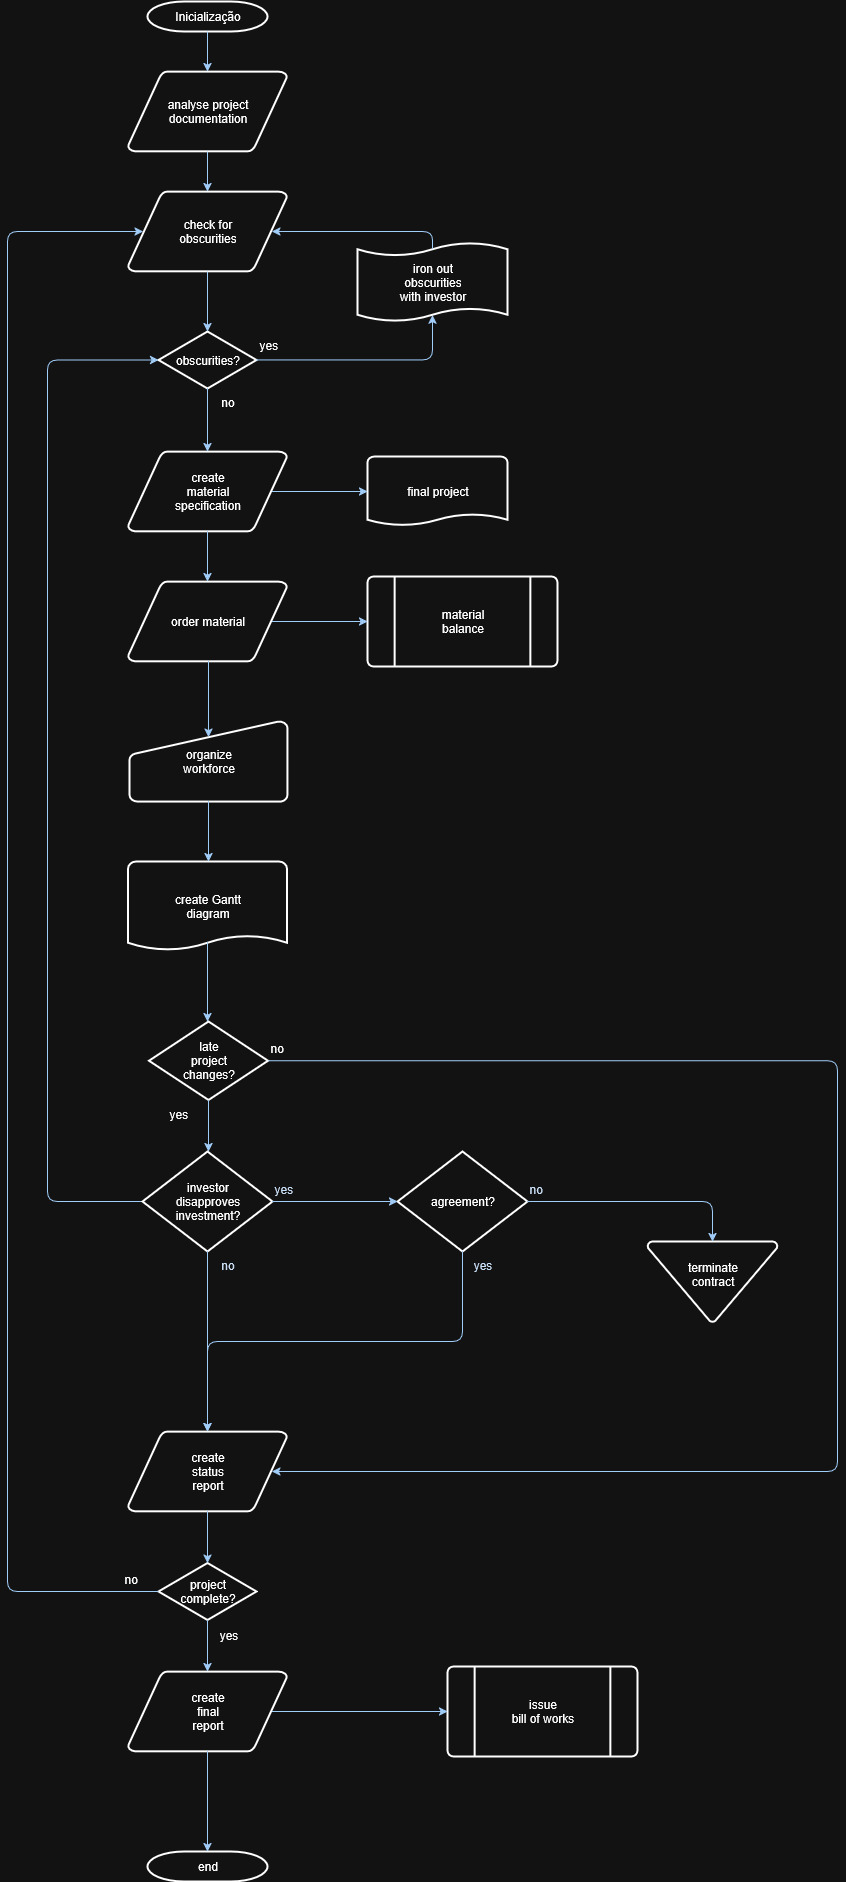 Inicialização
analyse project
documentation
check for
obscurities
iron out
obscurities
with investor
obscurities?
yes
no
create
material
specification
final project
order material
material
balance
organize
workforce
create Gantt
diagram
late
project
changes?
no
yes
investor
disapproves
investment?
yes
agreement?
no
no
yes
terminate
contract
create
status
report
project
complete?
no
yes
create
final
report
issue
bill of works
end